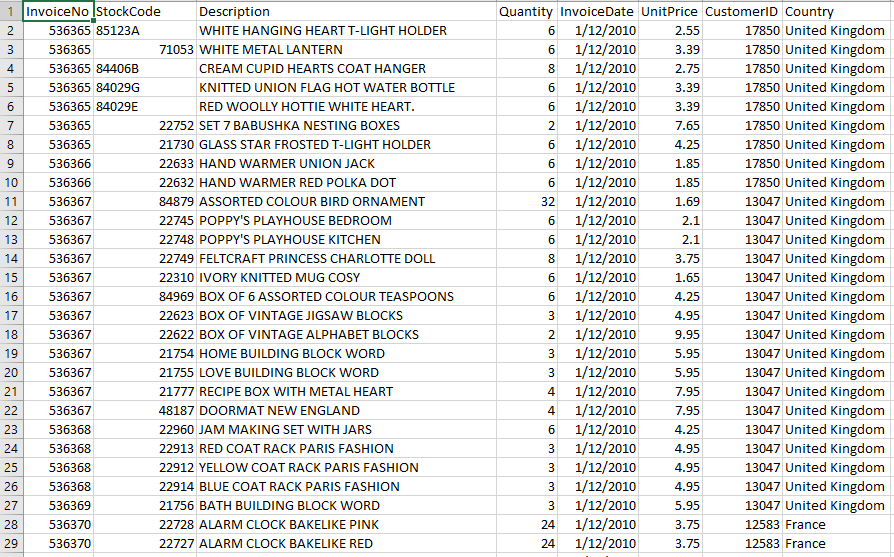 1 InvoiceNo StockCode Description Quantity InvoiceDate UnitPrice CustomerID Country
2 536365 85123A WHITE HANGING HEART T-LIGHT HOLDER 6 1/12/2010 2.55 17850 United Kingdom
3 536365 71053 WHITE METAL LANTERN 6 1/12/2010 3.39 17850 United Kingdom
4 536365 84406B CREAM CUPID HEARTS COAT HANGER 8 1/12/2010 2.75 17850 United Kingdom
5 536365 84029G KNITTED UNION FLAG HOT WATER BOTTLE 6 1/12/2010 3.39 17850 United Kingdom
6 536365 84029E RED WOOLLY HOTTIE WHITE HEART. 6 1/12/2010 3.39 17850 United Kingdom
7 536365 22752 SET 7 BABUSHKA NESTING BOXES 2 1/12/2010 7.65 17850 United Kingdom
8 536365 21730 GLASS STAR FROSTED T-LIGHT HOLDER 6 1/12/2010 4.25 17850 United Kingdom
9 536366 22633 HAND WARMER UNION JACK 6 1/12/2010 1.85 17850 United Kingdom
10 536366 22632 HAND WARMER RED POLKA DOT 6 1/12/2010 1.85 17850 United Kingdom
11 536367 84879 ASSORTED COLOUR BIRD ORNAMENT 32 1/12/2010 1.69 13047 United Kingdom
12 536367 22745 POPPY'S PLAYHOUSE BEDROOM 6 1/12/2010 2.1 13047 United Kingdom
13 536367 22748 POPPY'S PLAYHOUSE KITCHEN 6 1/12/2010 2.1 13047 United Kingdom
14 536367 22749 FELTCRAFT PRINCESS CHARLOTTE DOLL 8 1/12/2010 3.75 13047 United Kingdom
15 536367 22310 IVORY KNITTED MUG COSY 6 1/12/2010 1.65 13047 United Kingdom
16 536367 84969 BOX OF 6 ASSORTED COLOUR TEASPOONS 6 1/12/2010 4.25 13047 United Kingdom
17 536367 22623 BOX OF VINTAGE JIGSAW BLOCKS 3 1/12/2010 4.95 13047 United Kingdom
18 536367 22622 BOX OF VINTAGE ALPHABET BLOCKS 2 1/12/2010 9.95 13047 United Kingdom
19 536367 21754 HOME BUILDING BLOCK WORD 3 1/12/2010 5.95 13047 United Kingdom
20 536367 21755 LOVE BUILDING BLOCK WORD 3 1/12/2010 5.95 13047 United Kingdom
21 536367 21777 RECIPE BOX WITH METAL HEART 4 1/12/2010 7.95 13047 United Kingdom
22 536367 48187 DOORMAT NEW ENGLAND 4 1/12/2010 7.95 13047 United Kingdom
23 536368 22960 JAM MAKING SET WITH JARS 6 1/12/2010 4.25 13047 United Kingdom
24 536368 22913 RED COAT RACK PARIS FASHION 3 1/12/2010 4.95 13047 United Kingdom
25 536368 22912 YELLOW COAT RACK PARIS FASHION 3 1/12/2010 4.95 13047 United Kingdom
26 536368 22914 BLUE COAT RACK PARIS FASHION 3 1/12/2010 4.95 13047 United Kingdom
27 536369 21756 BATH BUILDING BLOCK WORD 3 1/12/2010 5.95 13047 United Kingdom
28 536370 22728 ALARM CLOCK BAKELIKE PINK 24 1/12/2010 3.75 12583 France
29 536370 22727 ALARM CLOCK BAKELIKE RED 24 1/12/2010 3.75 12583 France